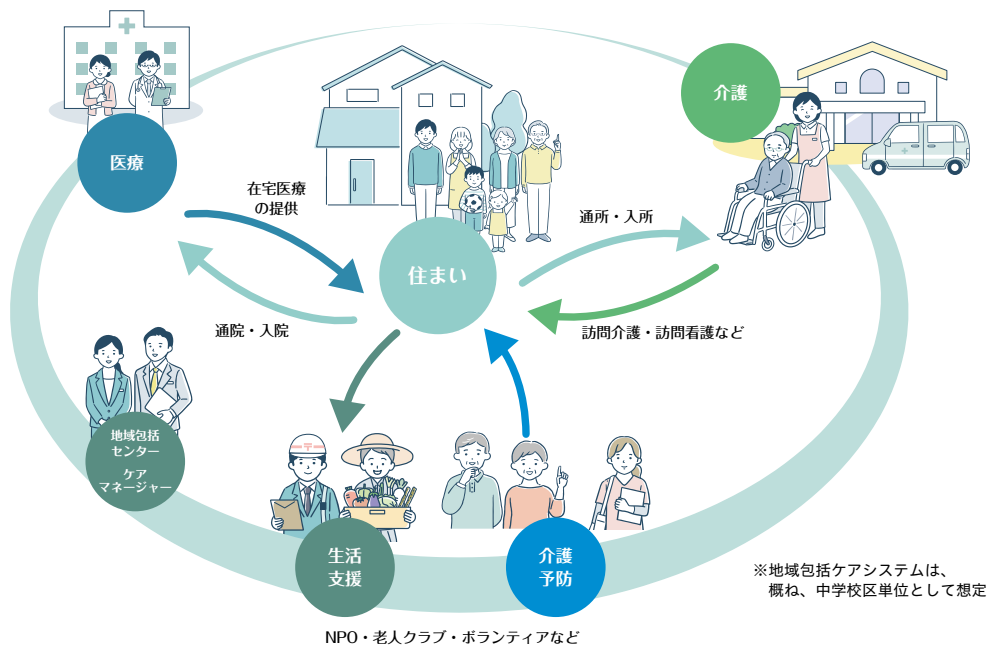 医療
介護
在宅医療
の提供
通所・入所
住まい
通院・入院
訪問介護・訪問看護など
地域包括
センター
ケア
マネージャー
生活
支援
介護
予防
※地域包括ケアシステムは、
概ね、中学校区単位として想定
NPO・老人クラブ・ボランティアなど